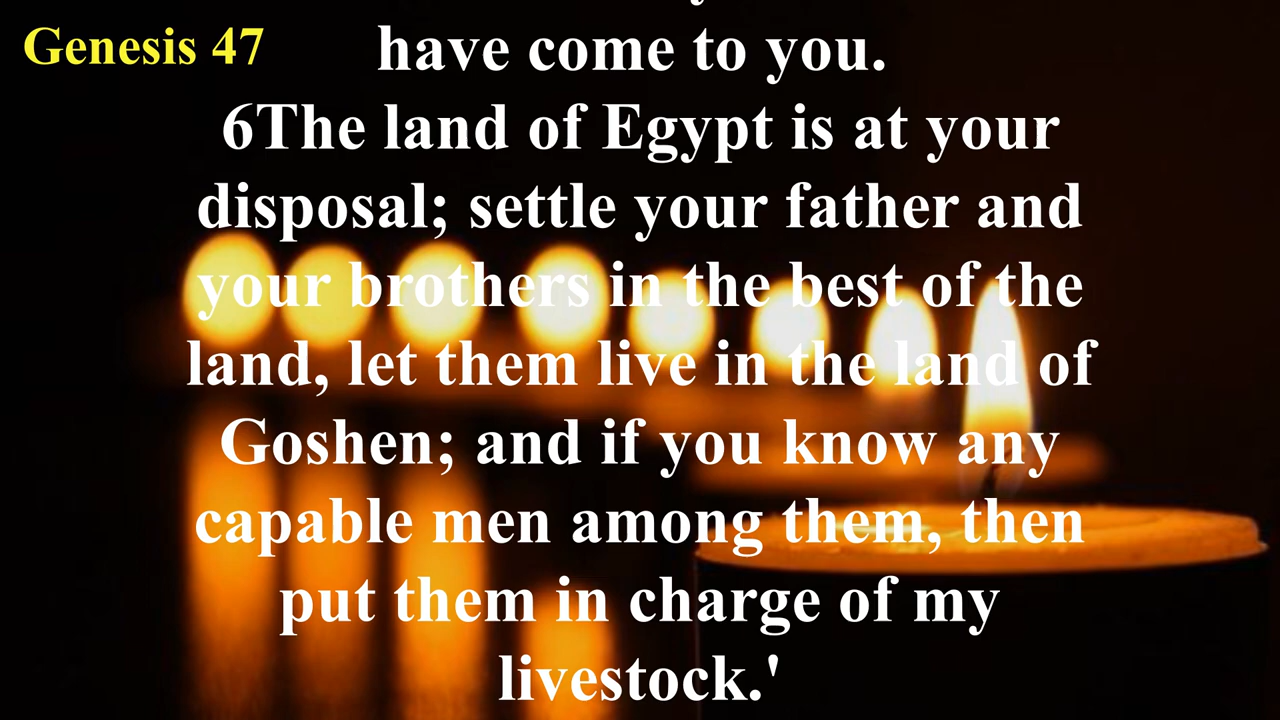 Genesis 47
have come to you.
6The land of Egypt is at your
disposal; settle your father and
your brothers in the best of the
land, let them live in the land of
Goshen; and if you know any
capable men among them, then
put them in charge of my
livestock.'